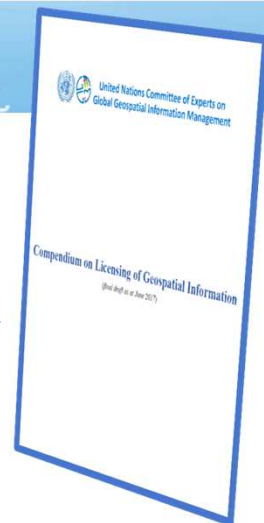 United Nations Committee of Experts on
Global Geospatial Information Management
Compendium on Licensing of Geospatial Information
(final draft as at June 2017)